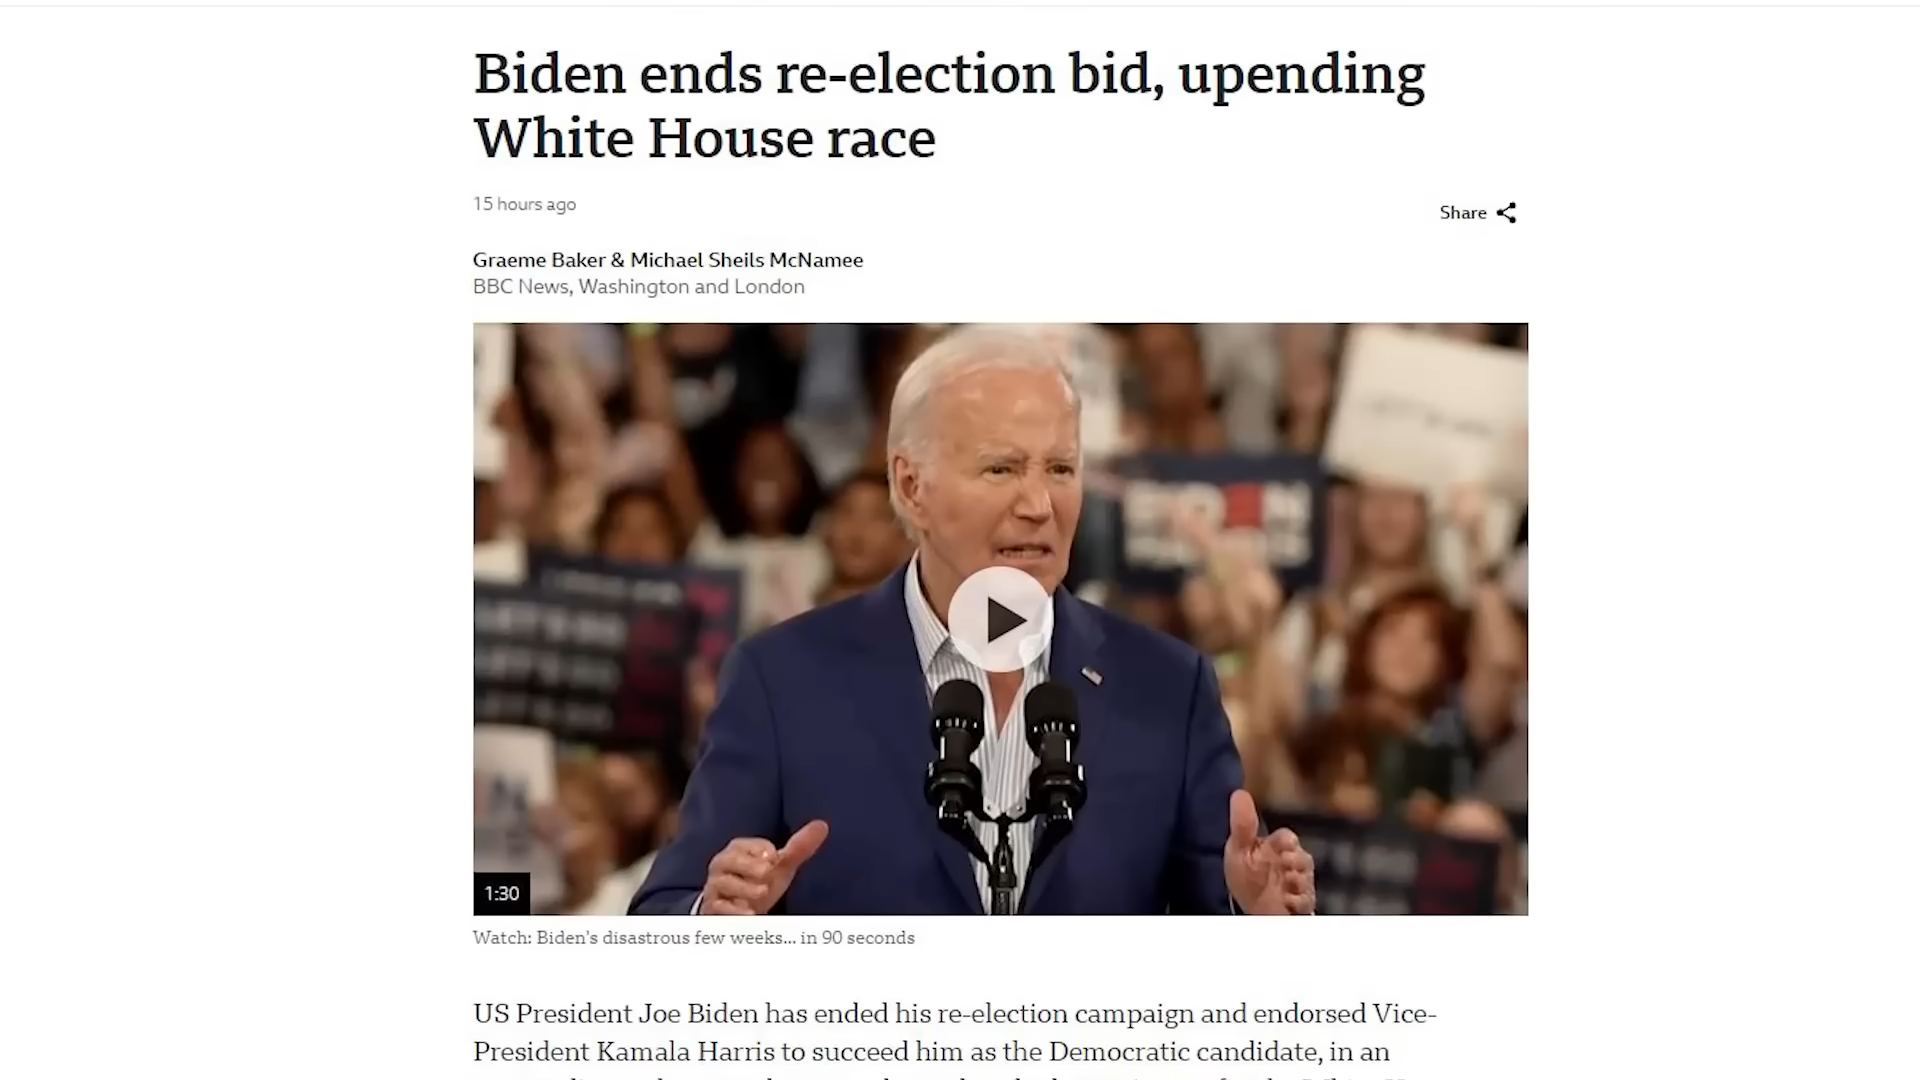 Biden ends re-election bid, upending
White House race
15 hours ago
Share
Graeme Baker & Michael Sheils McNamee
BBC News, Washington and London
BIDEN
1:30
Watch: Biden's disastrous few weeks... in 90 seconds
US President Joe Biden has ended his re-election campaign and endorsed Vice-
President Kamala Harris to succeed him as the Democratic candidate, in an